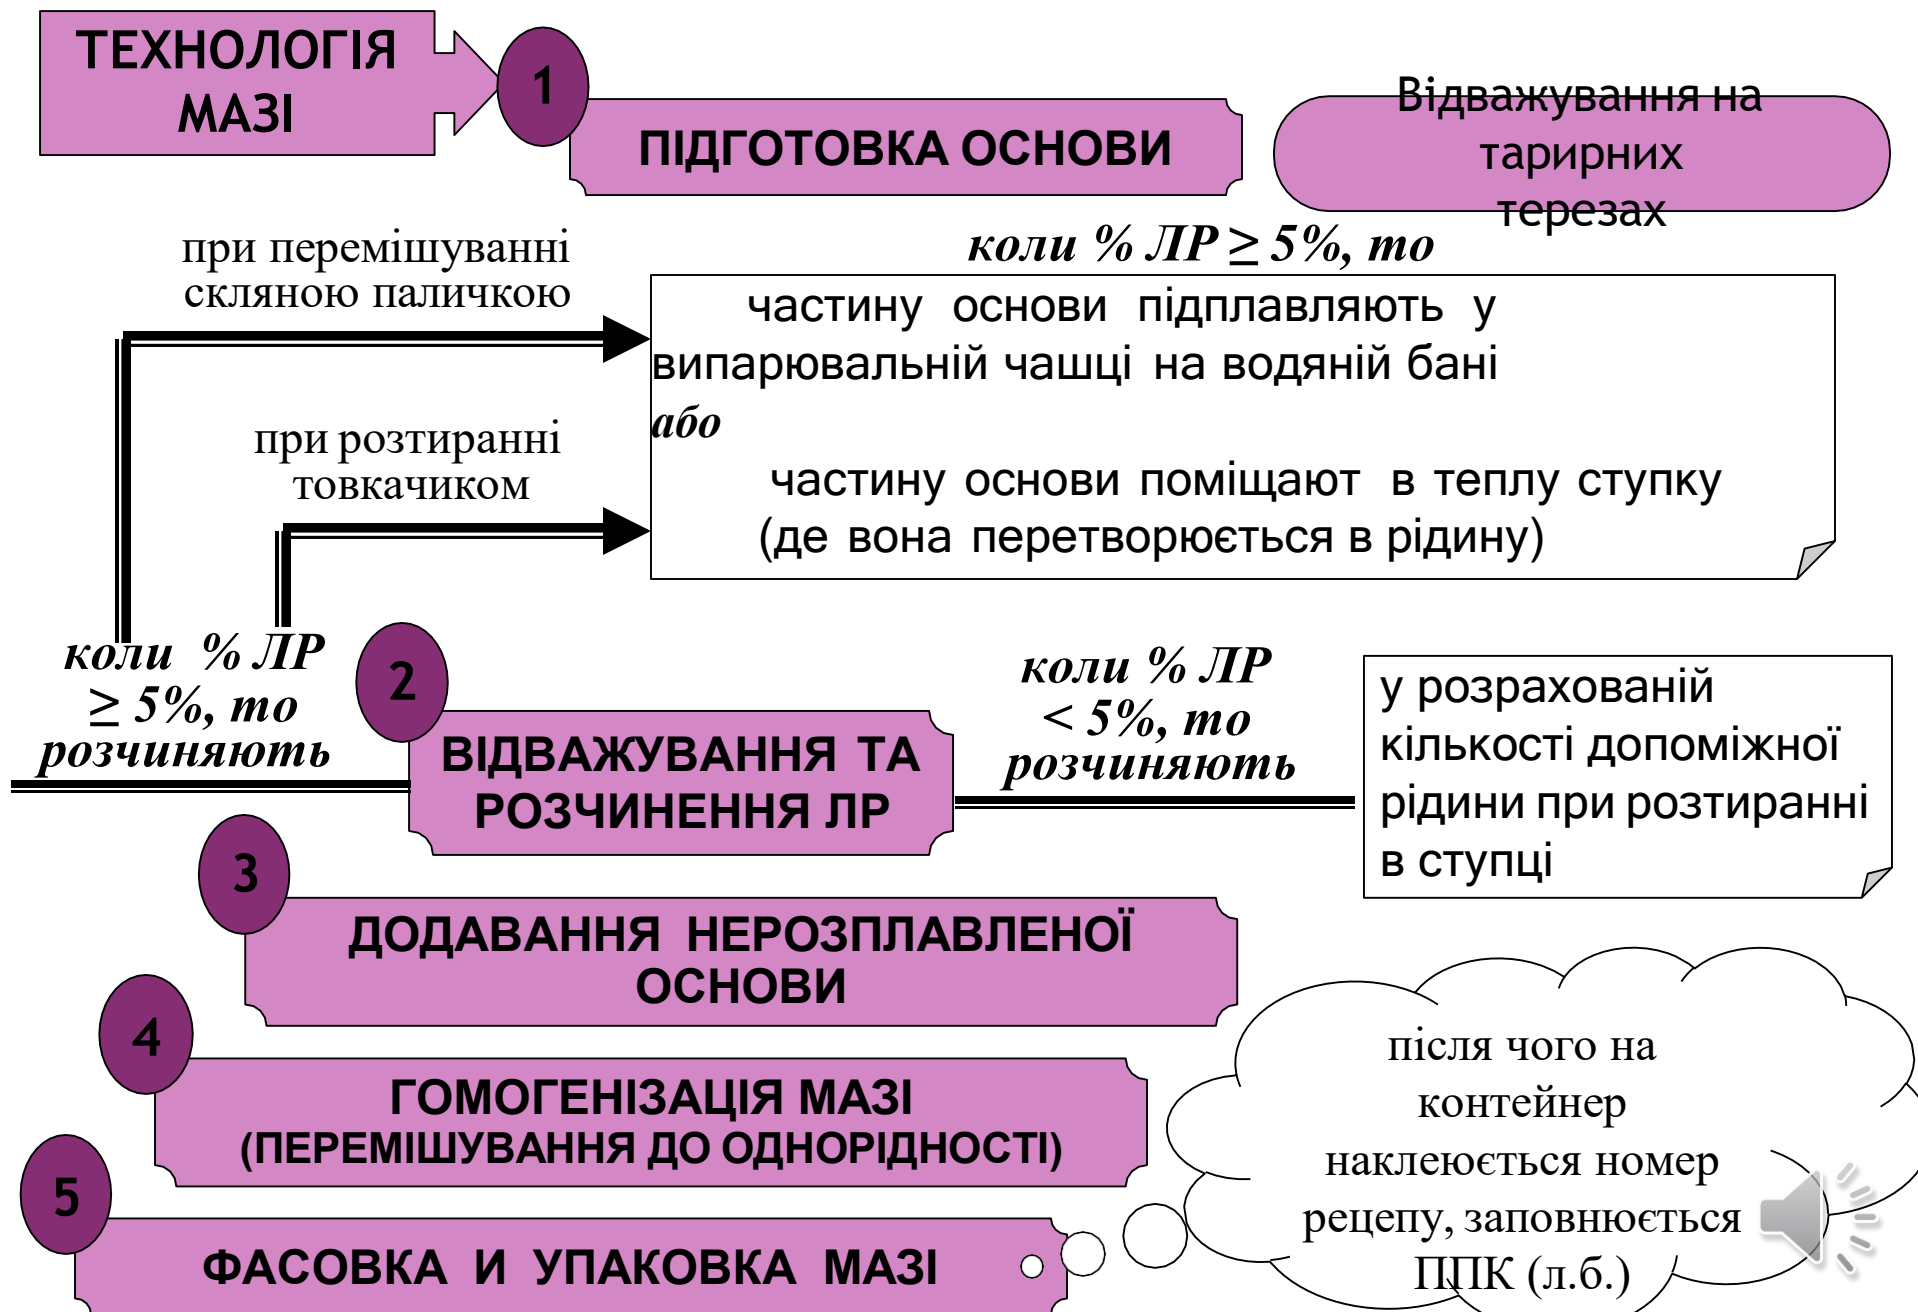 ТЕХНОЛОГІЯ
МАЗІ
1
ПІДГОТОВКА ОСНОВИ
Відважування на
тарирних
терезах
при перемішуванні
скляною паличкою
коли % ЛР ≥ 5%, то
частину основи підплавляють у
випарювальній чашці на водяній бані
або
частину основи поміщают в теплу ступку
(де вона перетворюється в рідину)
при розтиранні
товкачиком
коли % ЛР
≥ 5%, то
розчиняють
2
ВІДВАЖУВАННЯ ТА
РОЗЧИНЕННЯ ЛР
коли % ЛР
< 5%, то
розчиняють
у розрахованій
кількості допоміжної
рідини при розтиранні
в ступці
3
ДОДАВАННЯ НЕРОЗПЛАВЛЕНОЇ
ОСНОВИ
4
ГОМОГЕНІЗАЦІЯ МАЗІ
(ПЕРЕМІШУВАННЯ ДО ОДНОРІДНОСТІ)
5
ФАСОВКА И УПАКОВКА МАЗІ
після чого на
контейнер
наклеюється номер
рецепу, заповнюється
ППК (л.б.)